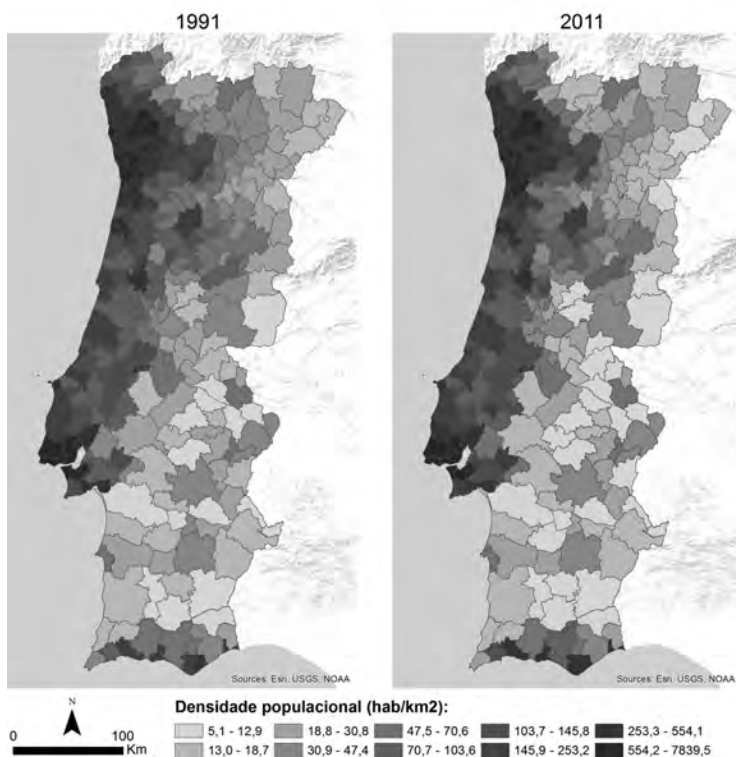 1991
2011
Sources: Esri, USGS, NOAA
Sources: Esri, USGS, NOAA
N
0 100
Km
Densidade populacional (hab/km2):
5,1 - 12,9 18,8 - 30,8 47,5 - 70,6 103,7 - 145,8 253,3 - 554,1
13,0 - 18,7 30,9 - 47,4 70,7 - 103,6 145,9 - 253,2 554,2 - 7839,5